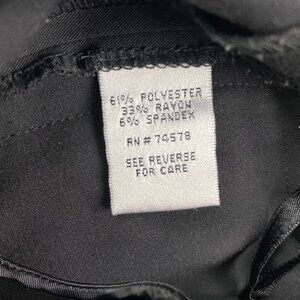 61% POLYESTER
33% RAYON
6% SPANDEX
RN # 74578
SEE REVERSE
FOR CARE